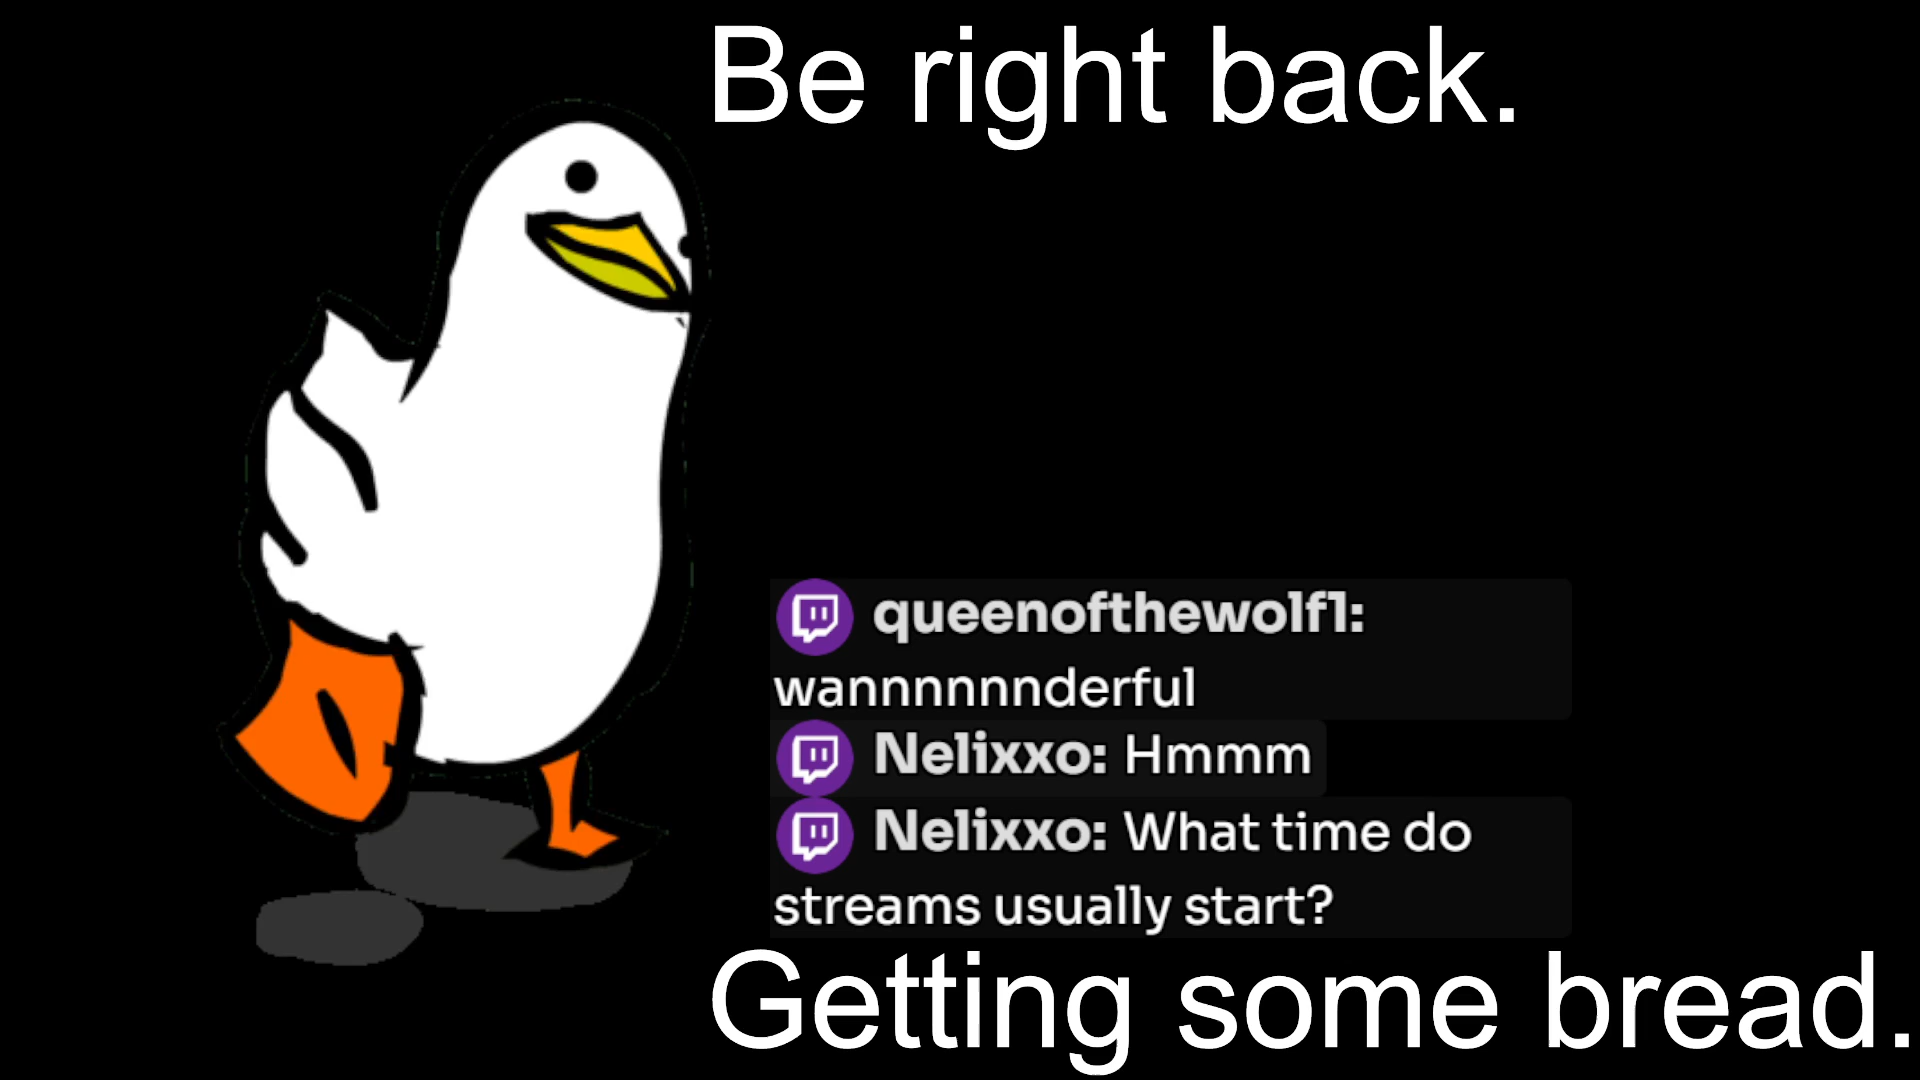 Be right back.
queenofthewolf1:
wannnnnnderful
Nelixxo: Hmmm
Nelixxo: What time do
streams usually start?
Getting some bread.